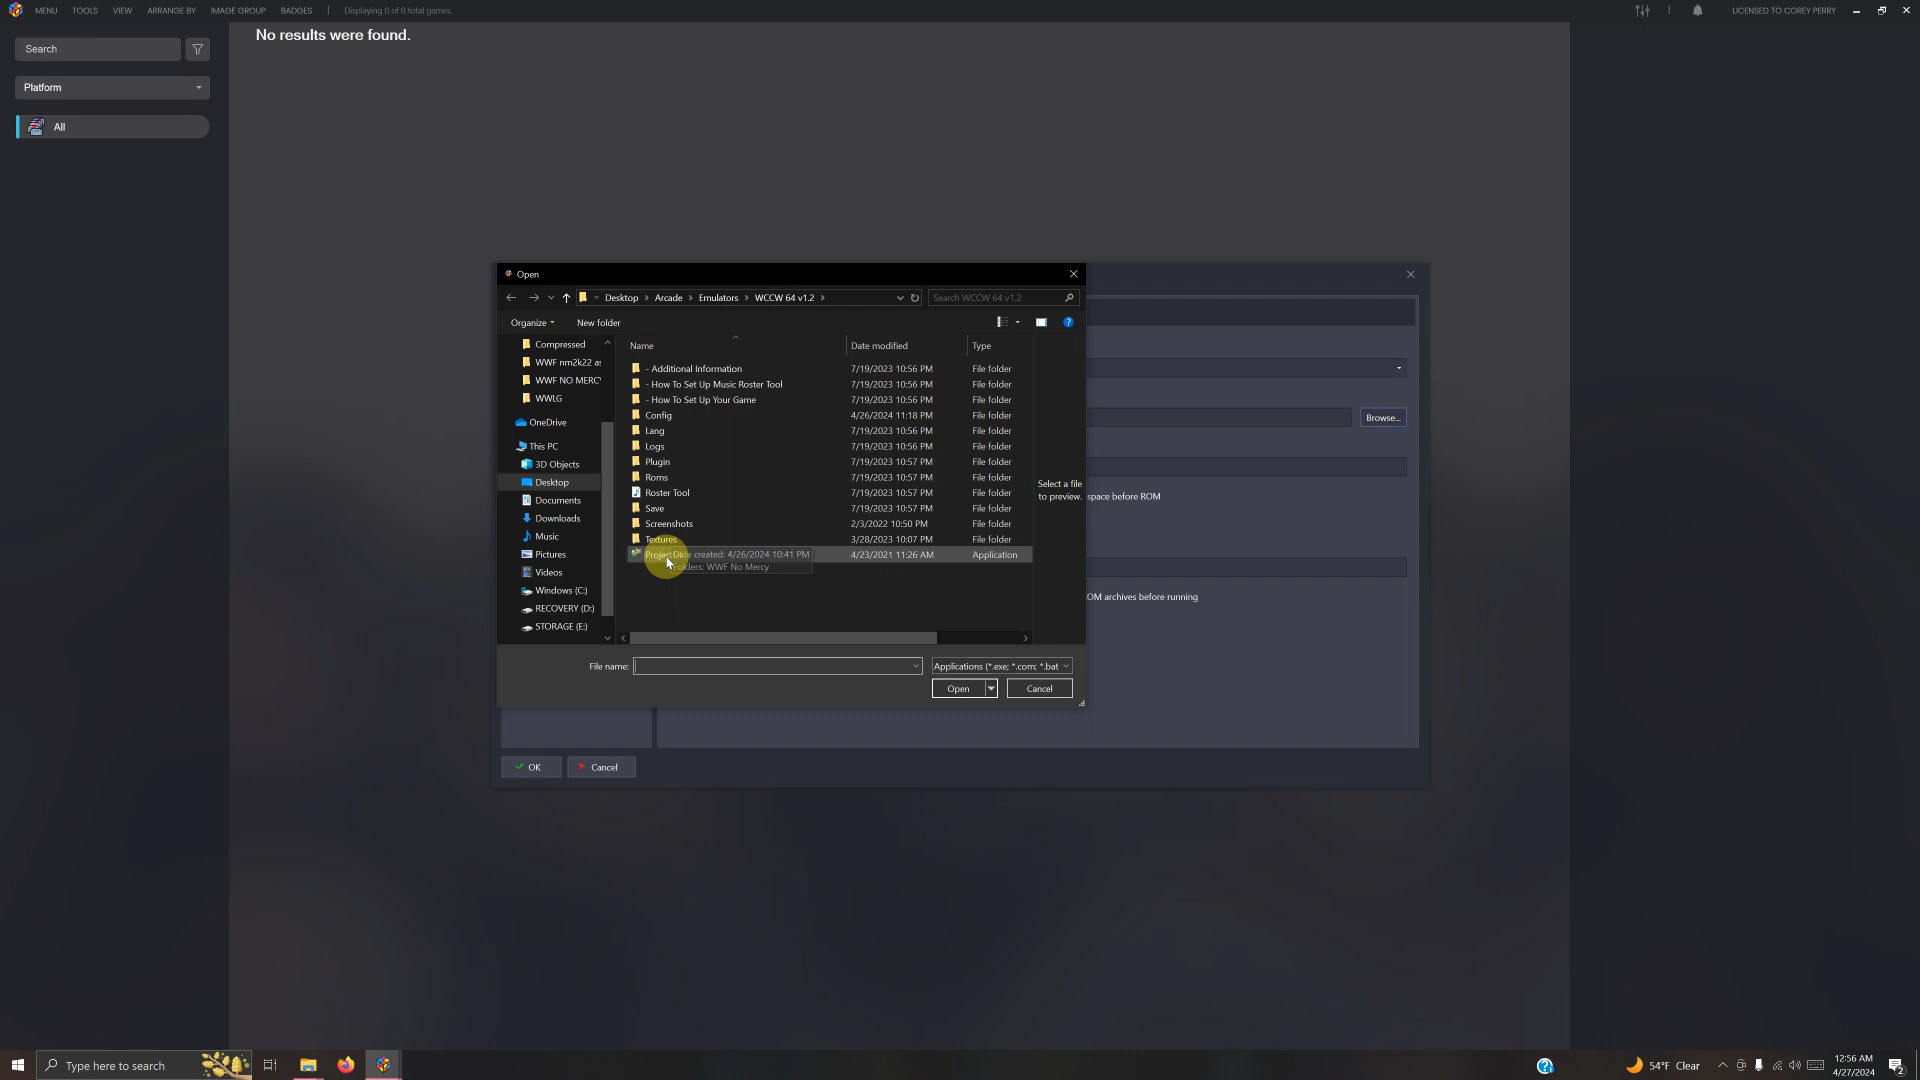 MENU TOOLS VIEW ARRANGE BY IMAGE GROUP BADGES Displaying 0 of 0 total games. LICENSED TO COREY PERRY
Search
No results were found.
Platform
All
Open
Desktop Arcade Emulators WCCW 64 v1.2 Search WCCW 64 v1.2
Organize New folder
Name Date modified Type
Compressed
WWF nm2k22 as
WWF NO MERCY
WWLG
OneDrive
This PC
3D Objects
Desktop
Documents
Downloads
Music
Pictures
Videos
Windows (C:)
RECOVERY (D:)
STORAGE (E:)
- Additional Information 7/19/2023 10:56 PM File folder
- How To Set Up Music Roster Tool 7/19/2023 10:56 PM File folder
- How To Set Up Your Game 7/19/2023 10:56 PM File folder
Config 4/26/2024 11:18 PM File folder
Lang 7/19/2023 10:56 PM File folder
Logs 7/19/2023 10:56 PM File folder
Plugin 7/19/2023 10:57 PM File folder
Roms 7/19/2023 10:57 PM File folder
Roster Tool 7/19/2023 10:57 PM File folder
Save 7/19/2023 10:57 PM File folder
Screenshots 2/3/2022 10:50 PM File folder
Textures 3/28/2023 10:07 PM File folder
Project 4/23/2021 11:26 AM Application
created: 4/26/2024 10:41 PM
Folders: WWF No Mercy
Select a file
to preview.
File name: Applications (*.exe; *.com; *.bat
Open Cancel
Browse...
space before ROM
OM archives before running
OK Cancel
Type here to search
54°F Clear
12:56 AM
4/27/2024
2